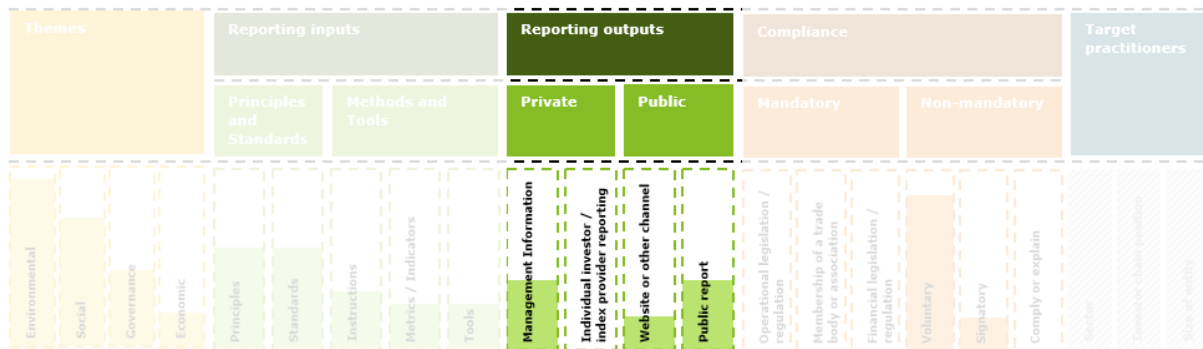 Themes
Reporting inputs
Reporting outputs
Compliance
Target
practitioners
Principles
and
Standards
Methods and
Tools
Private
Public
Mandatory
Non-mandatory
Environmental
Social
Governance
Economic
Principles
Standards
Instructions
Metrics / Indicators
Tools
Management Information
Individual investor /
index provider reporting
Website or other channel
Public report
Operational legislation /
regulation
Membership of a trade
body or association
Financial legislation /
regulation
Voluntary
Signatory
Comply or explain